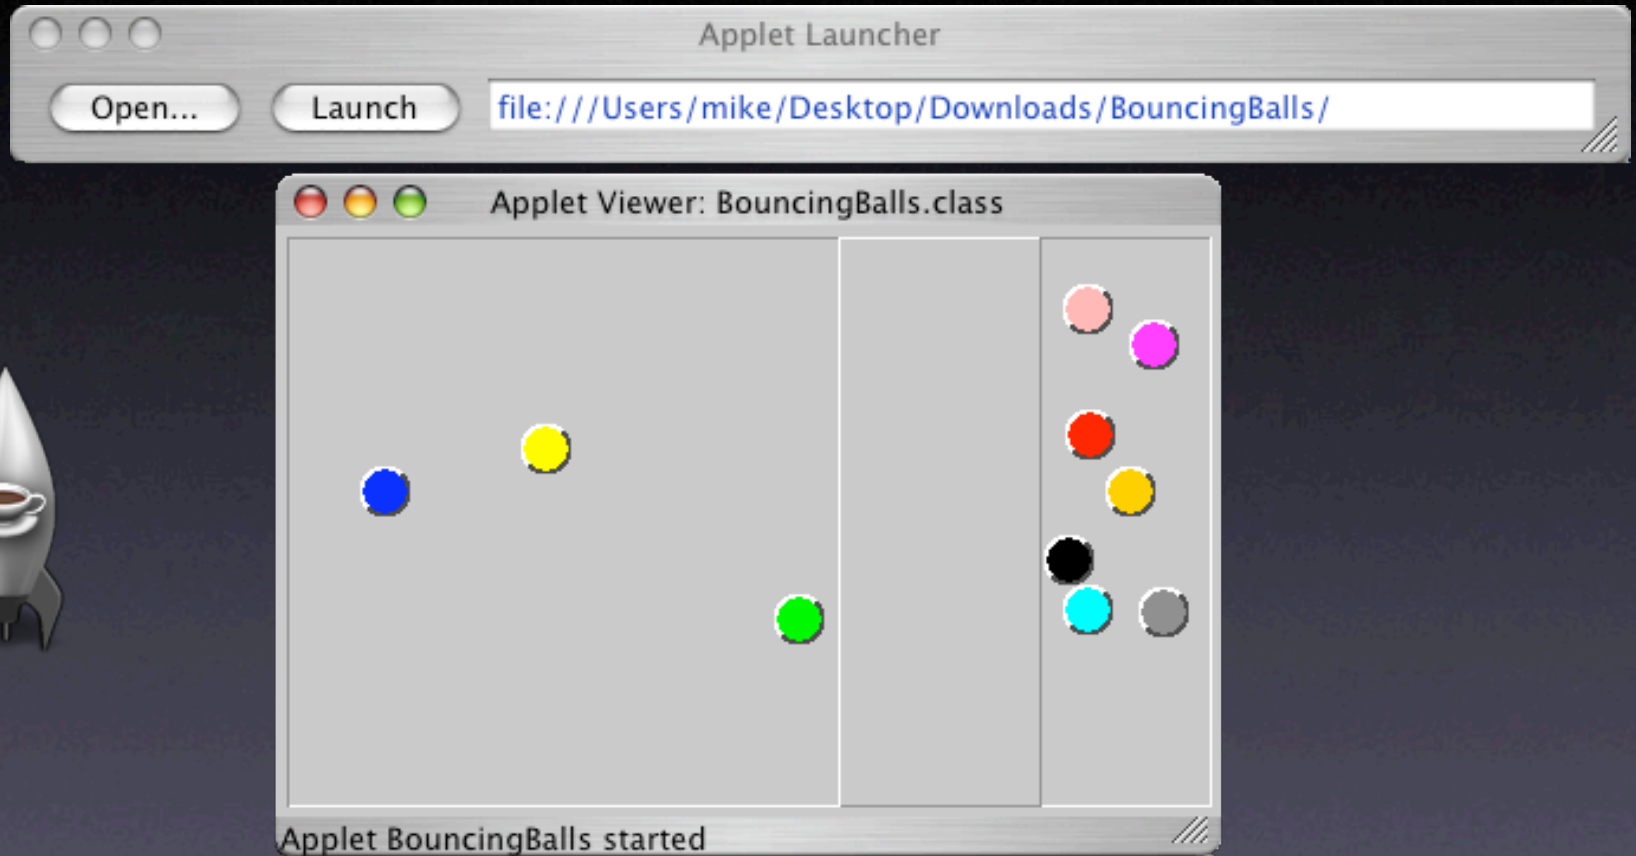 Applet Launcher
Open... Launch file:///Users/mike/Desktop/Downloads/BouncingBalls/
Applet Viewer: BouncingBalls.class
Applet BouncingBalls started